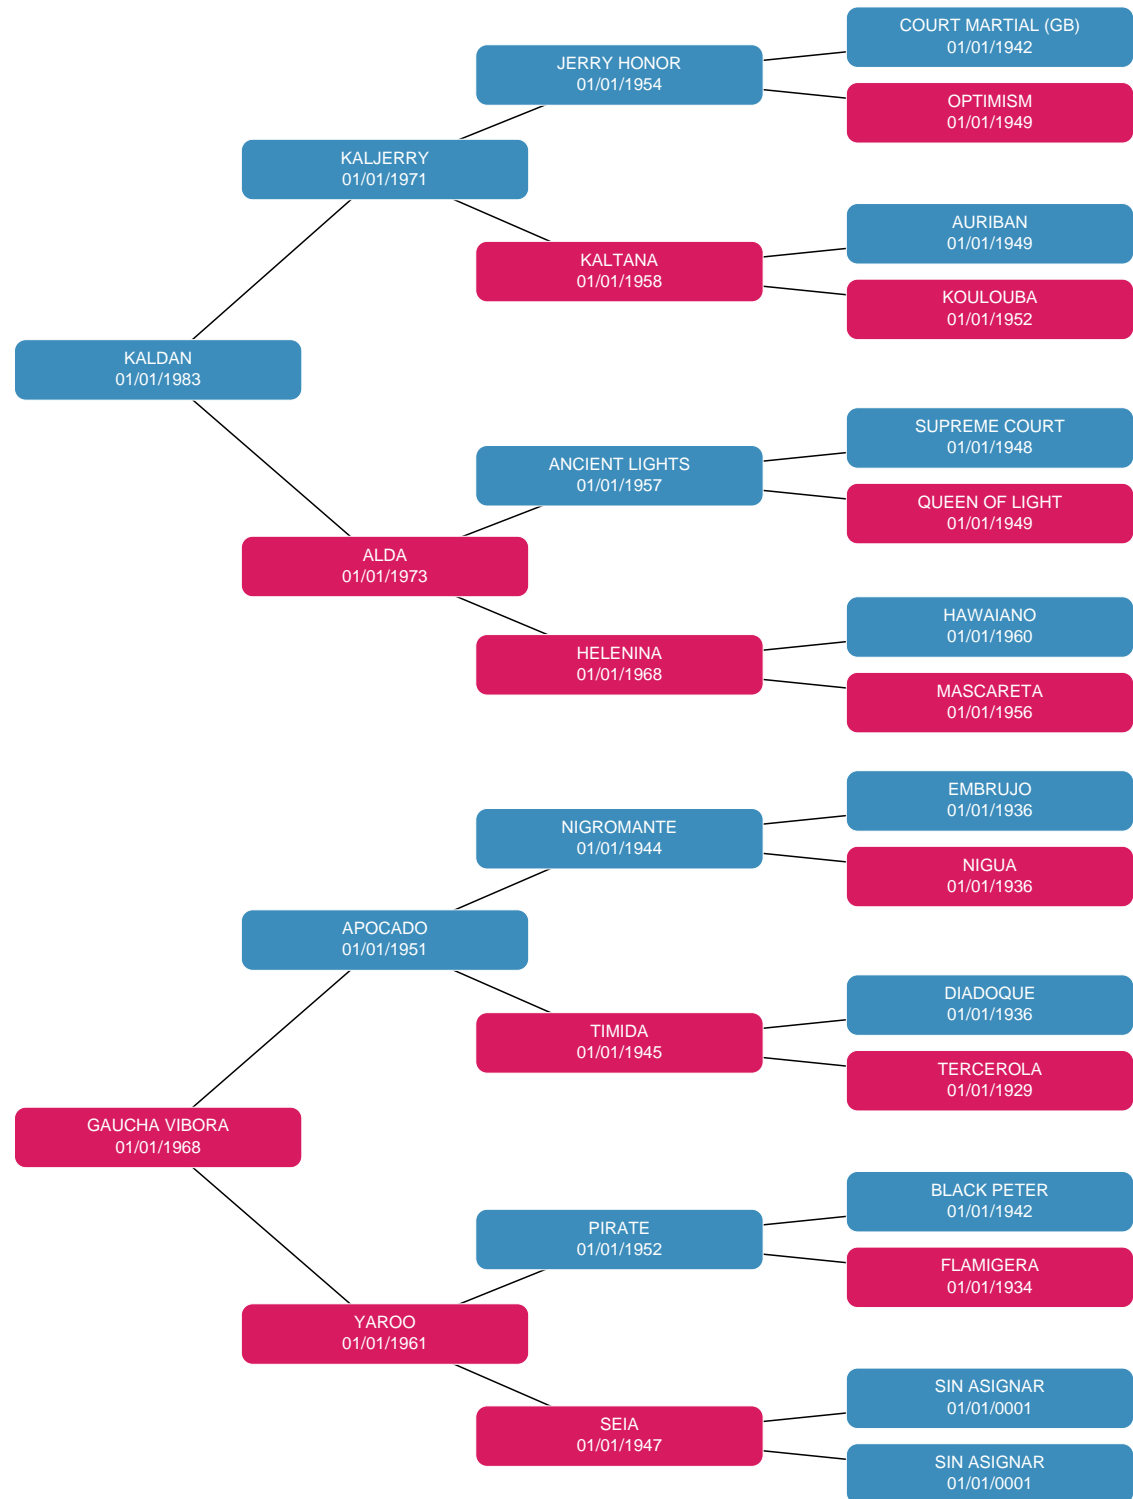 COURT MARTIAL (GB)
01/01/1942
JERRY HONOR
01/01/1954
OPTIMISM
01/01/1949
KALJERRY
01/01/1971
AURIBAN
01/01/1949
KALTANA
01/01/1958
KOULOUBA
01/01/1952
KALDAN
01/01/1983
SUPREME COURT
01/01/1948
ANCIENT LIGHTS
01/01/1957
QUEEN OF LIGHT
01/01/1949
ALDA
01/01/1973
HAWAIANO
01/01/1960
HELENINA
01/01/1968
MASCARETA
01/01/1956
EMBRUJO
01/01/1936
NIGROMANTE
01/01/1944
NIGUA
01/01/1936
APOCADO
01/01/1951
DIADOQUE
01/01/1936
TIMIDA
01/01/1945
TERCEROLA
01/01/1929
GAUCHA VIBORA
01/01/1968
BLACK PETER
01/01/1942
PIRATE
01/01/1952
FLAMIGERA
01/01/1934
YAROO
01/01/1961
SIN ASIGNAR
01/01/0001
SEIA
01/01/1947
SIN ASIGNAR
01/01/0001